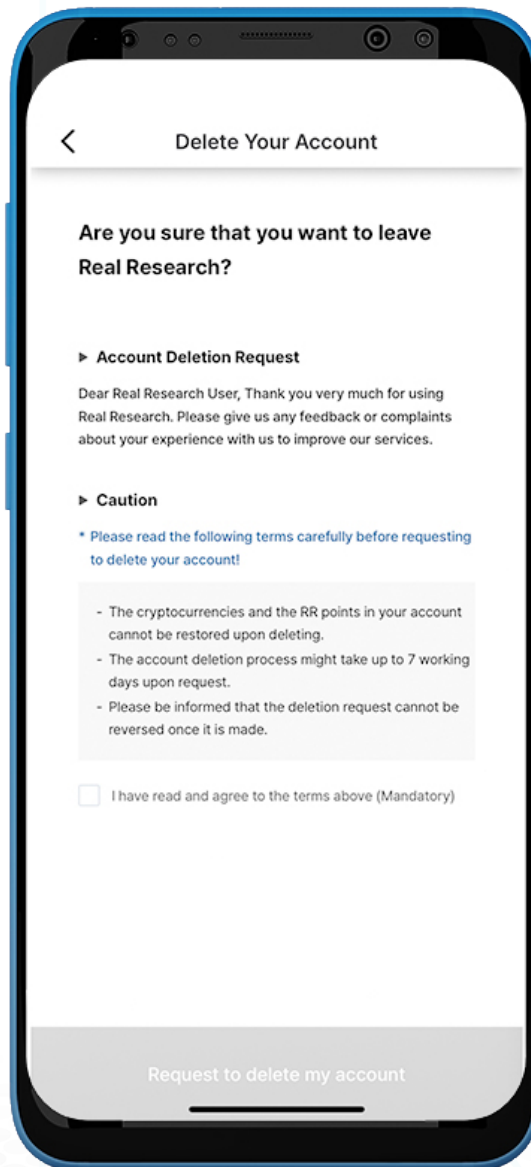 Delete Your Account
Are you sure that you want to leave
Real Research?
Account Deletion Request
Dear Real Research User, Thank you very much for using
Real Research. Please give us any feedback or complaints
about your experience with us to improve our services.
Caution
* Please read the following terms carefully before requesting
to delete your account!
- The cryptocurrencies and the RR points in your account
cannot be restored upon deleting.
- The account deletion process might take up to 7 working
days upon request.
- Please be informed that the deletion request cannot be
reversed once it is made.
I have read and agree to the terms above (Mandatory)
Request to delete my account